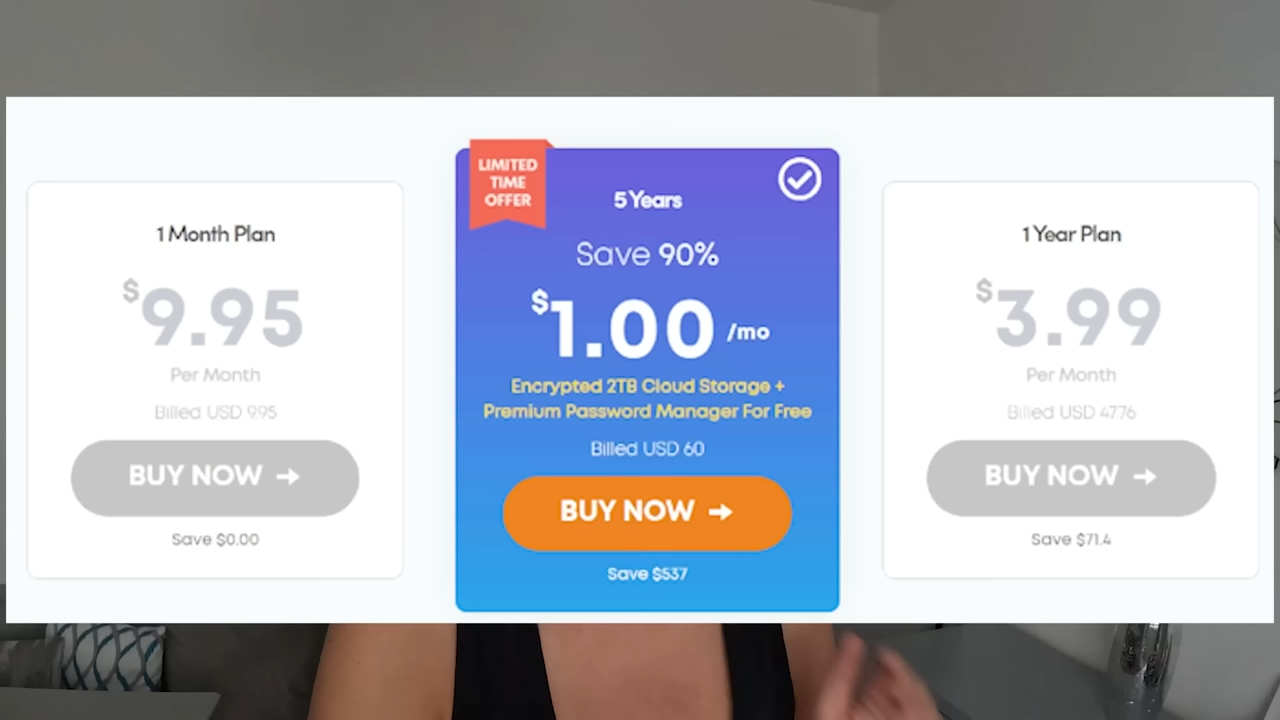 1 Month Plan
$9.95
Per Month
Billed USD 9.95
BUY NOW →
Save $0.00
LIMITED
TIME
OFFER
5 Years
Save 90%
$1.00 /mo
Encrypted 2TB Cloud Storage +
Premium Password Manager For Free
Billed USD 60
BUY NOW →
Save $537
1 Year Plan
$3.99
Per Month
Billed USD 47.76
BUY NOW →
Save $71.4